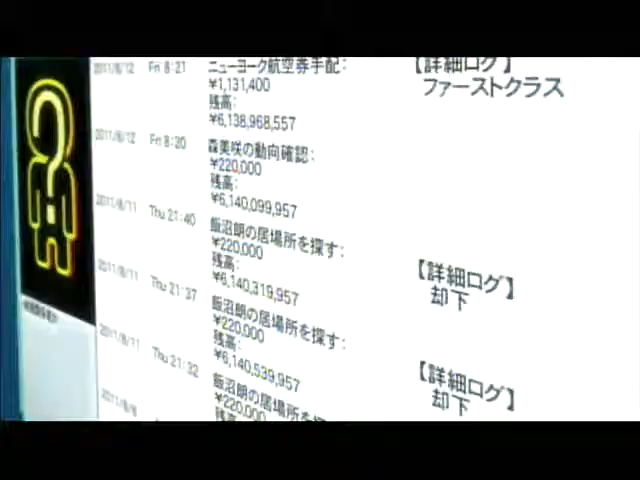 2011/8/12 Fri 8:21 ニューヨーク航空券手配: 【詳細ログ】
¥1,131,400 ファーストクラス
残高:
¥6,138,968,557
2011/8/12 Fri 8:20 森美咲の動向確認:
¥220,000
残高:
¥6,140,099,957
2011/8/11 Thu 21:40 飯沼朗の居場所を探す:
¥220,000
残高: 【詳細ログ】
¥6,140,319,957 却下
2011/8/11 Thu 21:37 飯沼朗の居場所を探す:
¥220,000
残高:
¥6,140,539,957 【詳細ログ】
2011/8/11 Thu 21:32 飯沼朗の居場所を探 却下
¥220,000
残高